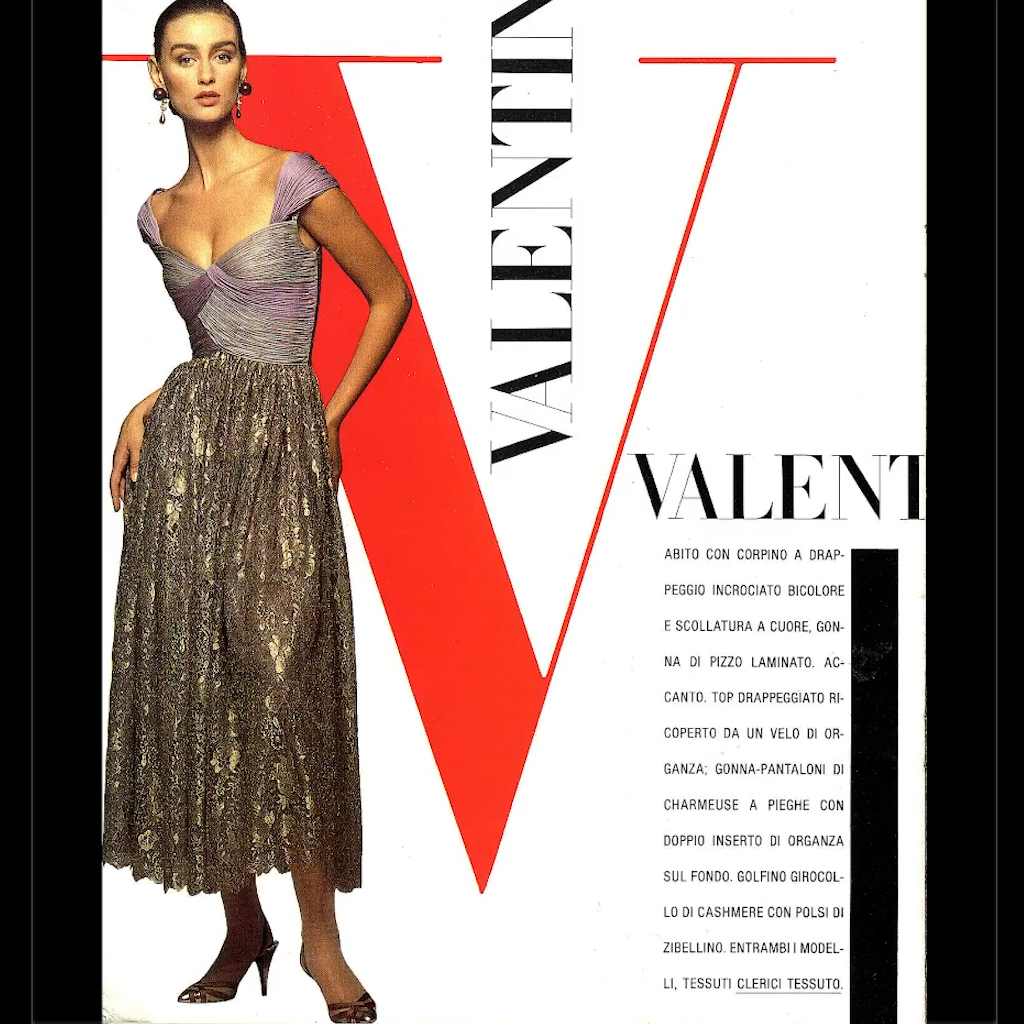 V
VALENTIN
VALENT
ABITO CON CORPINO A DRAP-
PEGGIO INCROCIATO BICOLORE
E SCOLLATURA A CUORE, GON-
NA DI PIZZO LAMINATO. AC-
CANTO. TOP DRAPPEGGIATO RI-
COPERTO DA UN VELO DI OR-
GANZA; GONNA-PANTALONI DI
CHARMEUSE A PIEGHE CON
DOPPIO INSERTO DI ORGANZA
SUL FONDO. GOLFINO GIROCOL-
LO DI CASHMERE CON POLSI DI
ZIBELLINO. ENTRAMBI I MODEL-
LI, TESSUTI CLERICI TESSUTO.